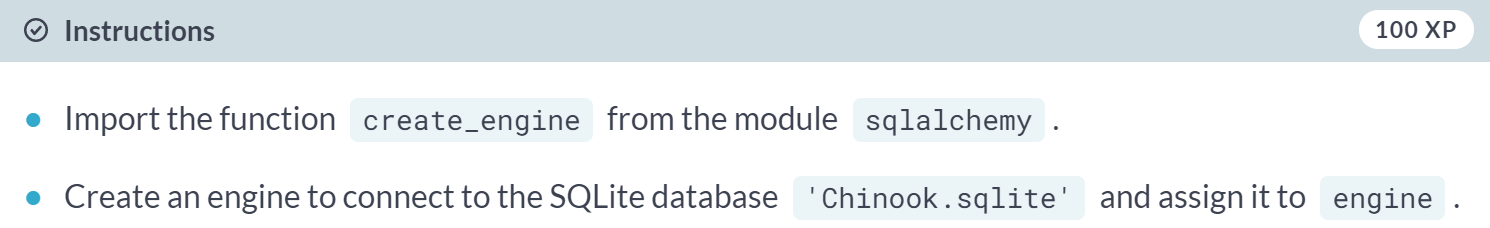 Instructions 100 XP
Import the function create_engine from the module sqlalchemy .
Create an engine to connect to the SQLite database 'Chinook.sqlite' and assign it to engine .